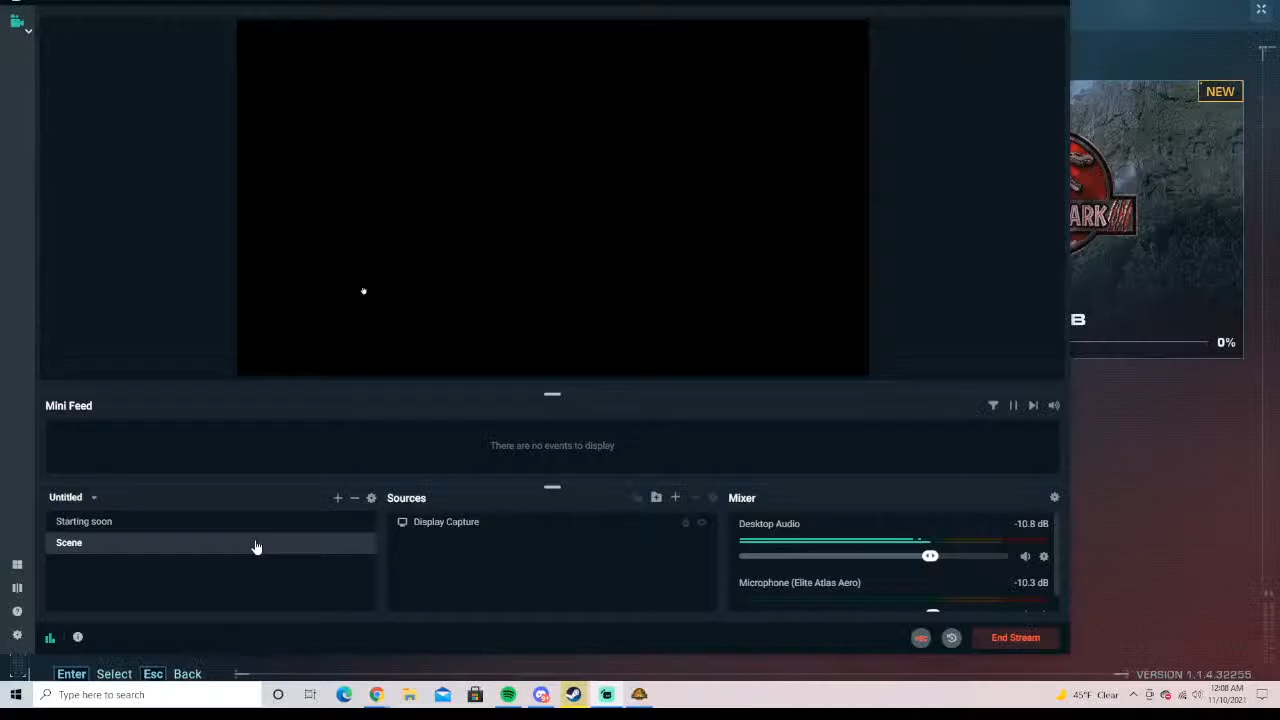 NEW
ARK
B
0%
Mini Feed
There are no events to display
Untitled
Sources
Mixer
Starting soon
Scene
Display Capture
Desktop Audio
-10.8 dB
Microphone (Elite Atlas Aero)
-10.3 dB
REC
End Stream
Enter Select Esc Back
VERSION 1.1.4.32255
Type here to search
45°F Clear
12:08 AM
11/10/2021